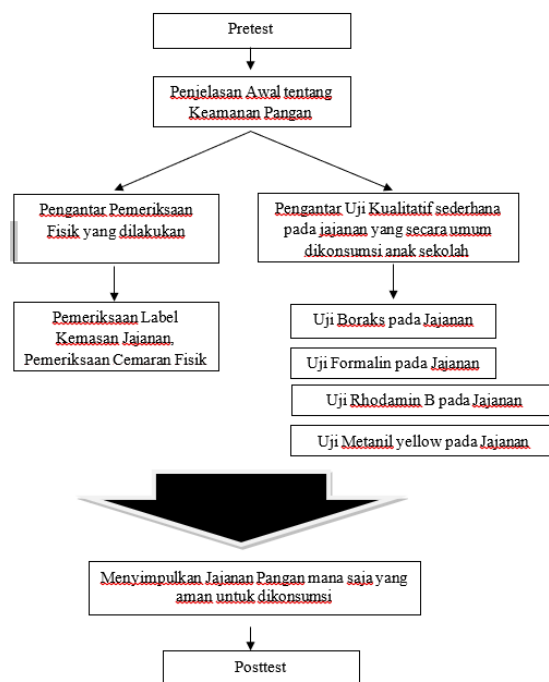 Pretest
Penjelasan Awal tentang
Keamanan Pangan
Pengantar Pemeriksaan
Fisik yang dilakukan
Pemeriksaan Label
Kemasan Jajanan,
Pemeriksaan Cemaran Fisik
Pengantar Uji Kualitatif sederhana
pada jajanan yang secara umum
dikonsumsi anak sekolah
Uji Boraks pada Jajanan
Uji Formalin pada Jajanan
Uji Rhodamin B pada Jajanan
Uji Metanil yellow pada Jajanan
Menyimpulkan Jajanan Pangan mana saja yang
aman untuk dikonsumsi
Posttest